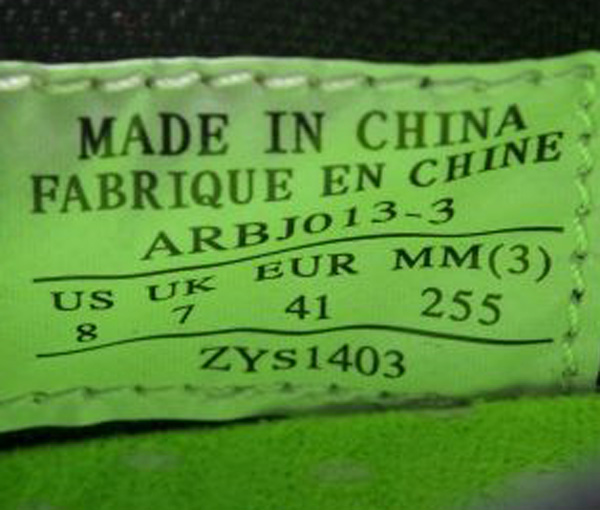 MADE IN CHINA
FABRIQUE EN CHINE
ARBJ013-3
US UK EUR MM(3)
8 7 41 255
ZYS1403